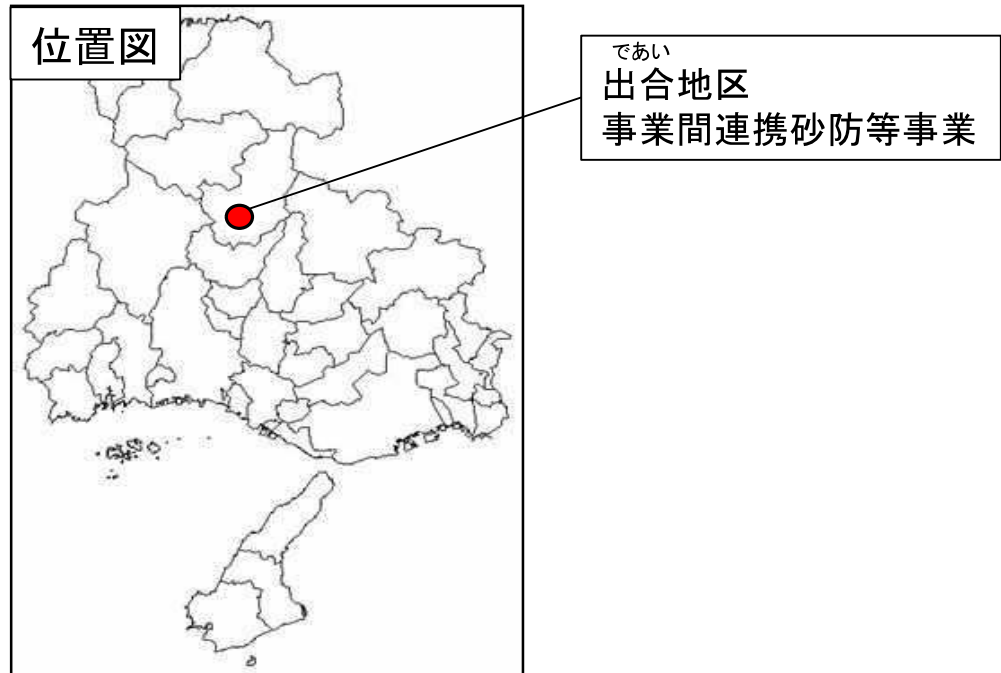 位置図
であい
出合地区
事業間連携砂防等事業